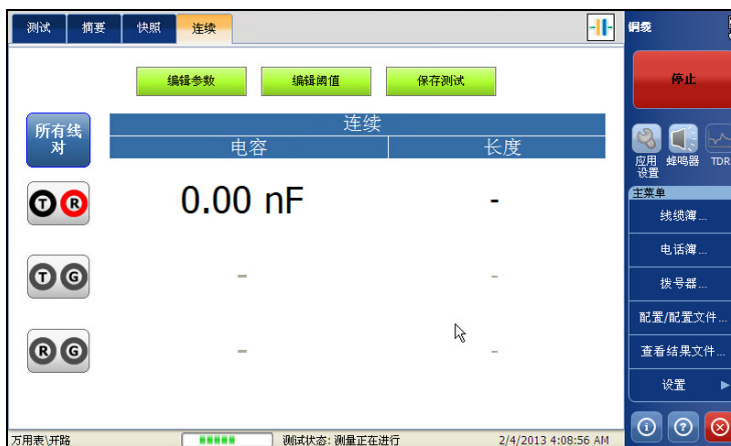 测试 摘要 快照 连续
铜缆
编辑参数 编辑阈值 保存测试
停止
所有线对
连续
电容 长度
应用设置 蜂鸣器 TDR
T R 0.00 nF -
T G - -
R G - -
主菜单
线缆簿...
电话簿...
拨号器...
配置/配置文件...
查看结果文件...
设置
万用表\开路 测试状态: 测量正在进行 2/4/2013 4:08:56 AM